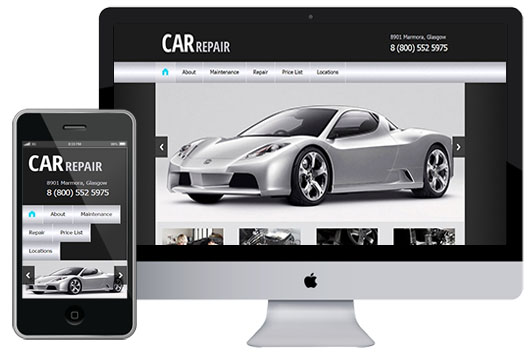 CAR REPAIR
8901 Marmora, Glasgow
8 (800) 552 5975
About Maintenance Repair Price List Locations
CAR REPAIR
8901 Marmora, Glasgow
8 (800) 552 5975
About Maintenance
Repair Price List
Locations